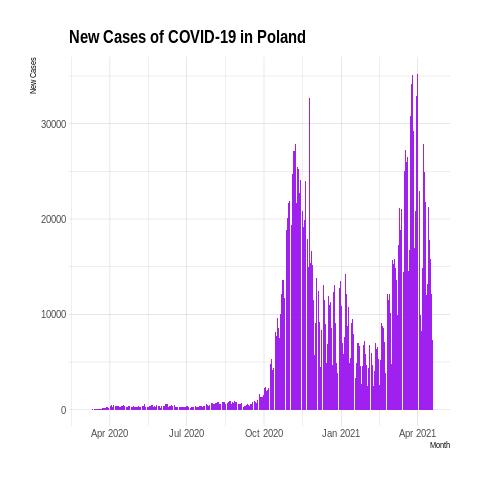 New Cases of COVID-19 in Poland
New Cases
30000
20000
10000
0
Apr 2020 Jul 2020 Oct 2020 Jan 2021 Apr 2021
Month